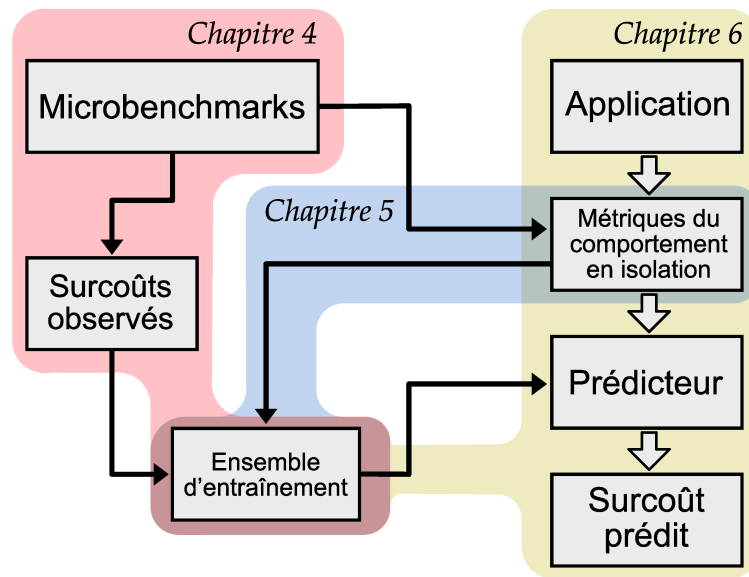 Chapitre 4
Chapitre 6
Microbenchmarks
Application
Chapitre 5
Métriques du
comportement
en isolation
Surcoûts
observés
Prédicteur
Ensemble
d'entraînement
Surcoût
prédit